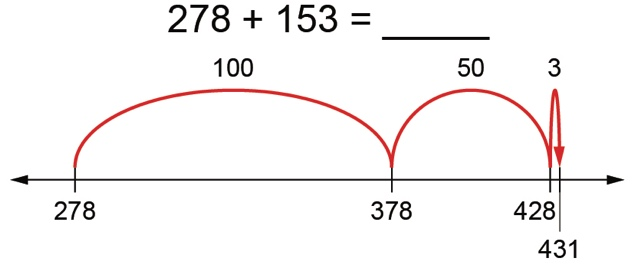 278 + 153 = ______
100 50 3
278 378 428
431